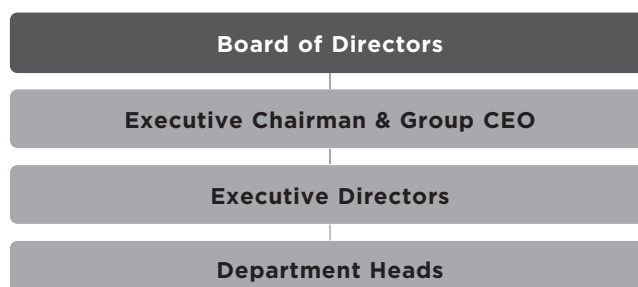 Board of Directors
Executive Chairman & Group CEO
Executive Directors
Department Heads